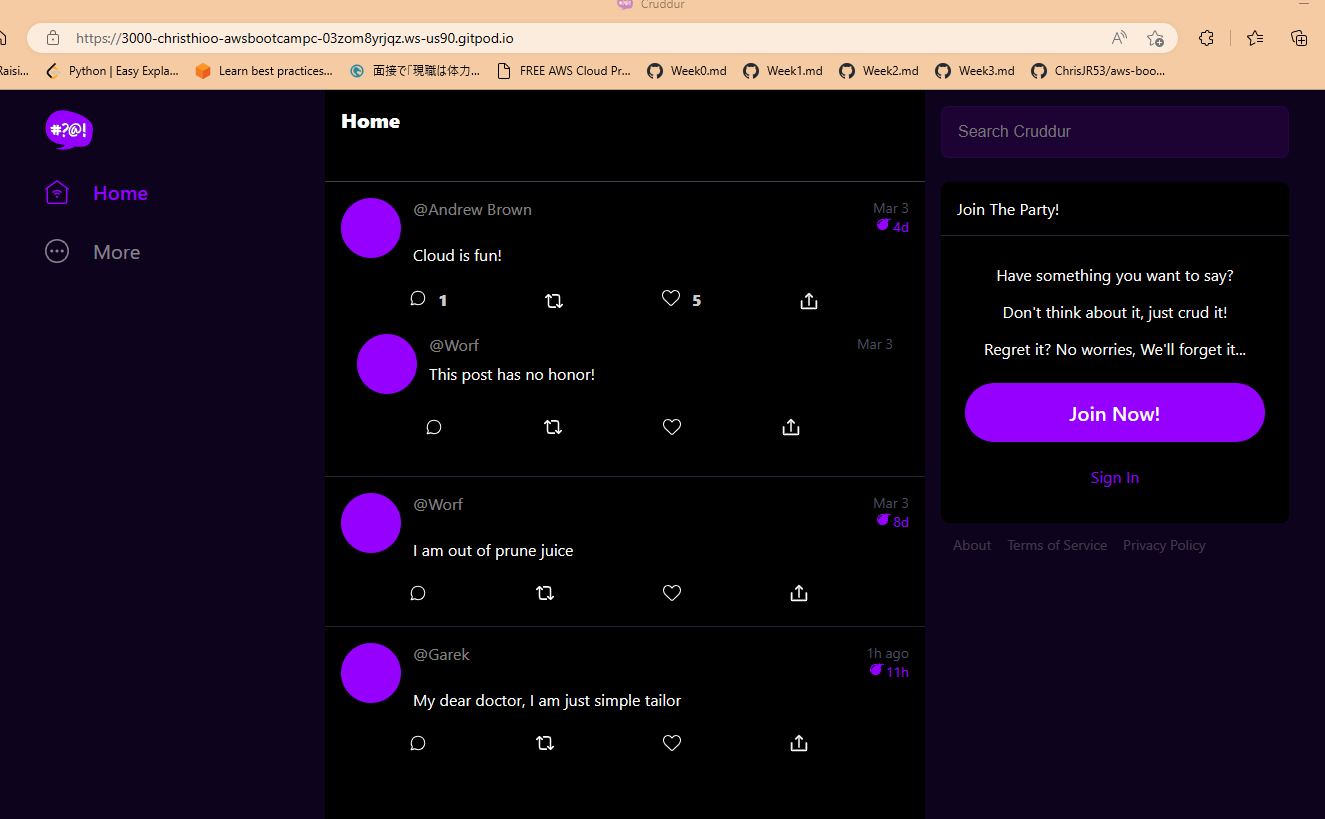 Cruddur
https://3000-christhioo-awsbootcampc-03zom8yrjqz.ws-us90.gitpod.io
Raisi... Python | Easy Expla... Learn best practices... 面接で「現職は体力... FREE AWS Cloud Pr... Week0.md Week1.md Week2.md Week3.md ChrisJR53/aws-boo...
#?@!
Home
More
Home
@Andrew Brown
Mar 3
4d
Cloud is fun!
1 5
@Worf
Mar 3
This post has no honor!
@Worf
Mar 3
8d
I am out of prune juice
@Garek
1h ago
11h
My dear doctor, I am just simple tailor
Search Cruddur
Join The Party!
Have something you want to say?
Don't think about it, just crud it!
Regret it? No worries, We'll forget it...
Join Now!
Sign In
About Terms of Service Privacy Policy